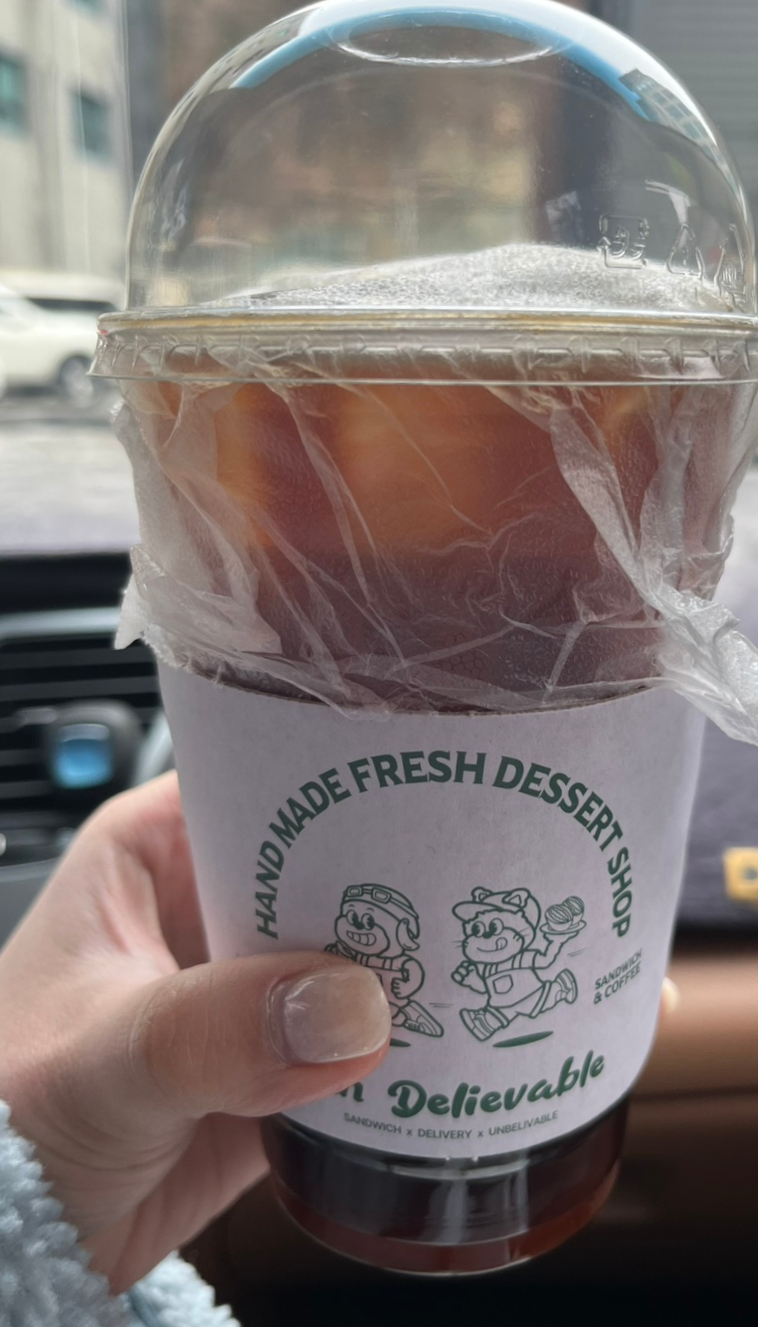 HAND MADE FRESH DESSERT SHOP
SANDWICH
& COFFEE
Delievable
SANDWICH x DELIVERY x UNBELIVABLE